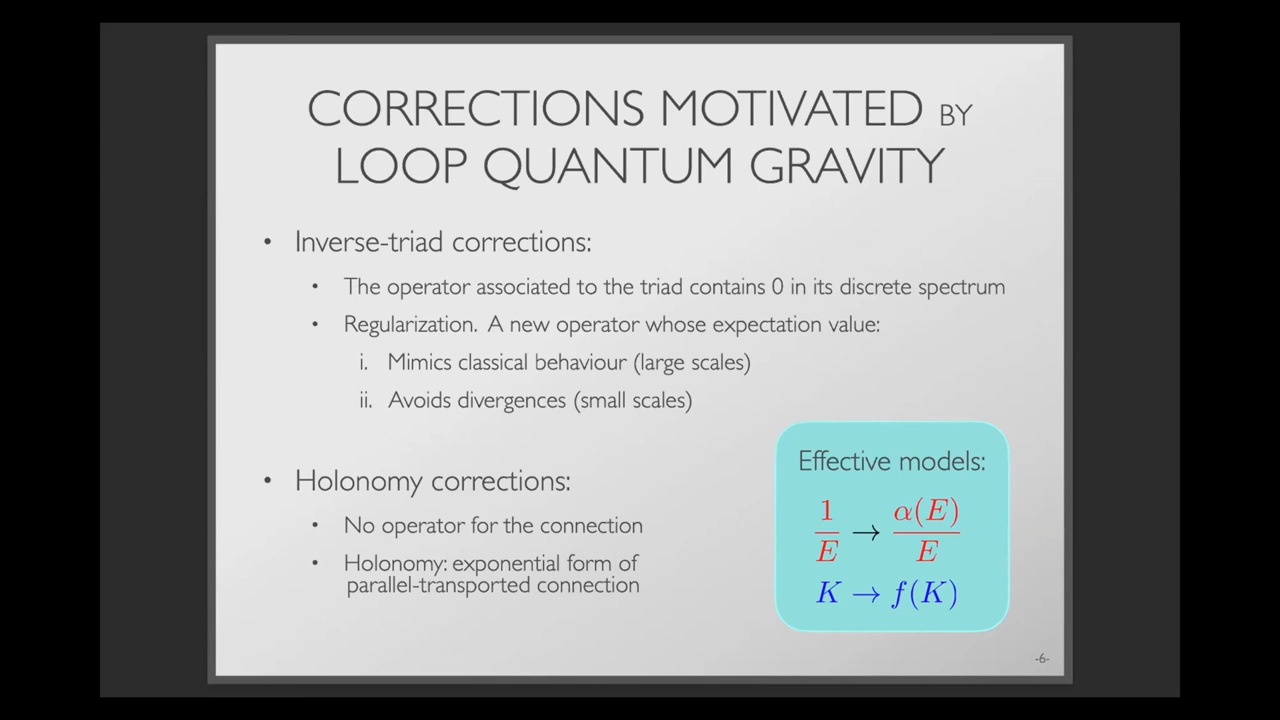 CORRECTIONS MOTIVATED BY
LOOP QUANTUM GRAVITY
• Inverse-triad corrections:
• The operator associated to the triad contains 0 in its discrete spectrum
• Regularization. A new operator whose expectation value:
i. Mimics classical behaviour (large scales)
ii. Avoids divergences (small scales)
• Holonomy corrections:
• No operator for the connection
• Holonomy: exponential form of
parallel-transported connection
Effective models:
1/E → α(E)/E
K → f(K)
-6-